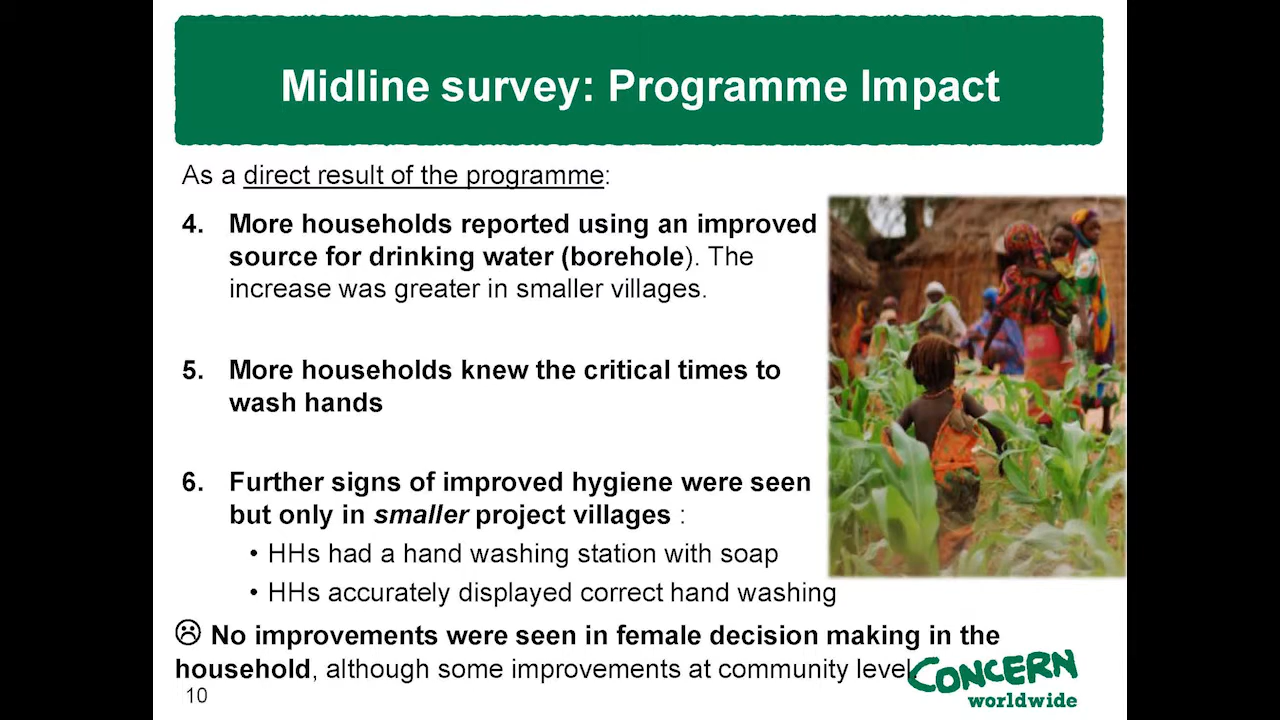 Midline survey: Programme Impact
As a direct result of the programme:
4. More households reported using an improved
source for drinking water (borehole). The
increase was greater in smaller villages.
5. More households knew the critical times to
wash hands
6. Further signs of improved hygiene were seen
but only in smaller project villages :
• HHs had a hand washing station with soap
• HHs accurately displayed correct hand washing
☹ No improvements were seen in female decision making in the
household, although some improvements at community level.
CONCERN
worldwide
10